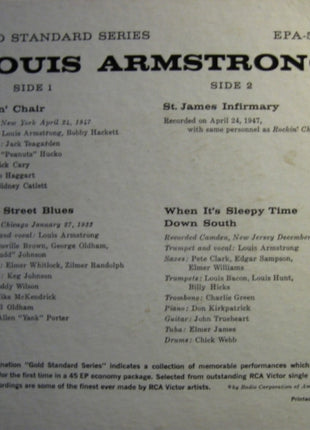 D STANDARD SERIES
EPA-5
OUIS ARMSTRONG
SIDE 1
SIDE 2
n' Chair
New York April 24, 1947
Louis Armstrong, Bobby Hackett
Jack Teagarden
"Peanuts" Hucko
Dick Cary
Haggart
Sidney Catlett
St. James Infirmary
Recorded on April 24, 1947,
with same personnel as Rockin' Ch
Street Blues
Chicago January 27, 1933
and vocal: Louis Armstrong
oville Brown, George Oldham,
udd" Johnson
Elmer Whitlock, Zilmer Randolph
Keg Johnson
ddy Wilson
ike McKendrick
l Oldham
Allen "Yank" Porter
When It's Sleepy Time
Down South
Recorded Camden, New Jersey December
Trumpet and vocal: Louis Armstrong
Saxes: Pete Clark, Edgar Sampson,
Elmer Williams
Trumpets: Louis Bacon, Louis Hunt,
Billy Hicks
Trombone: Charlie Green
Piano: Don Kirkpatrick
Guitar: John Trueheart
Tuba: Elmer James
Drums: Chick Webb
nation "Gold Standard Series" indicates a collection of memorable performances which
for the first time in a 45 EP economy package. Selected from outstanding RCA Victor single
ordings are some of the finest ever made by RCA Victor artists.
©by Radio Corporation of Am
Printed